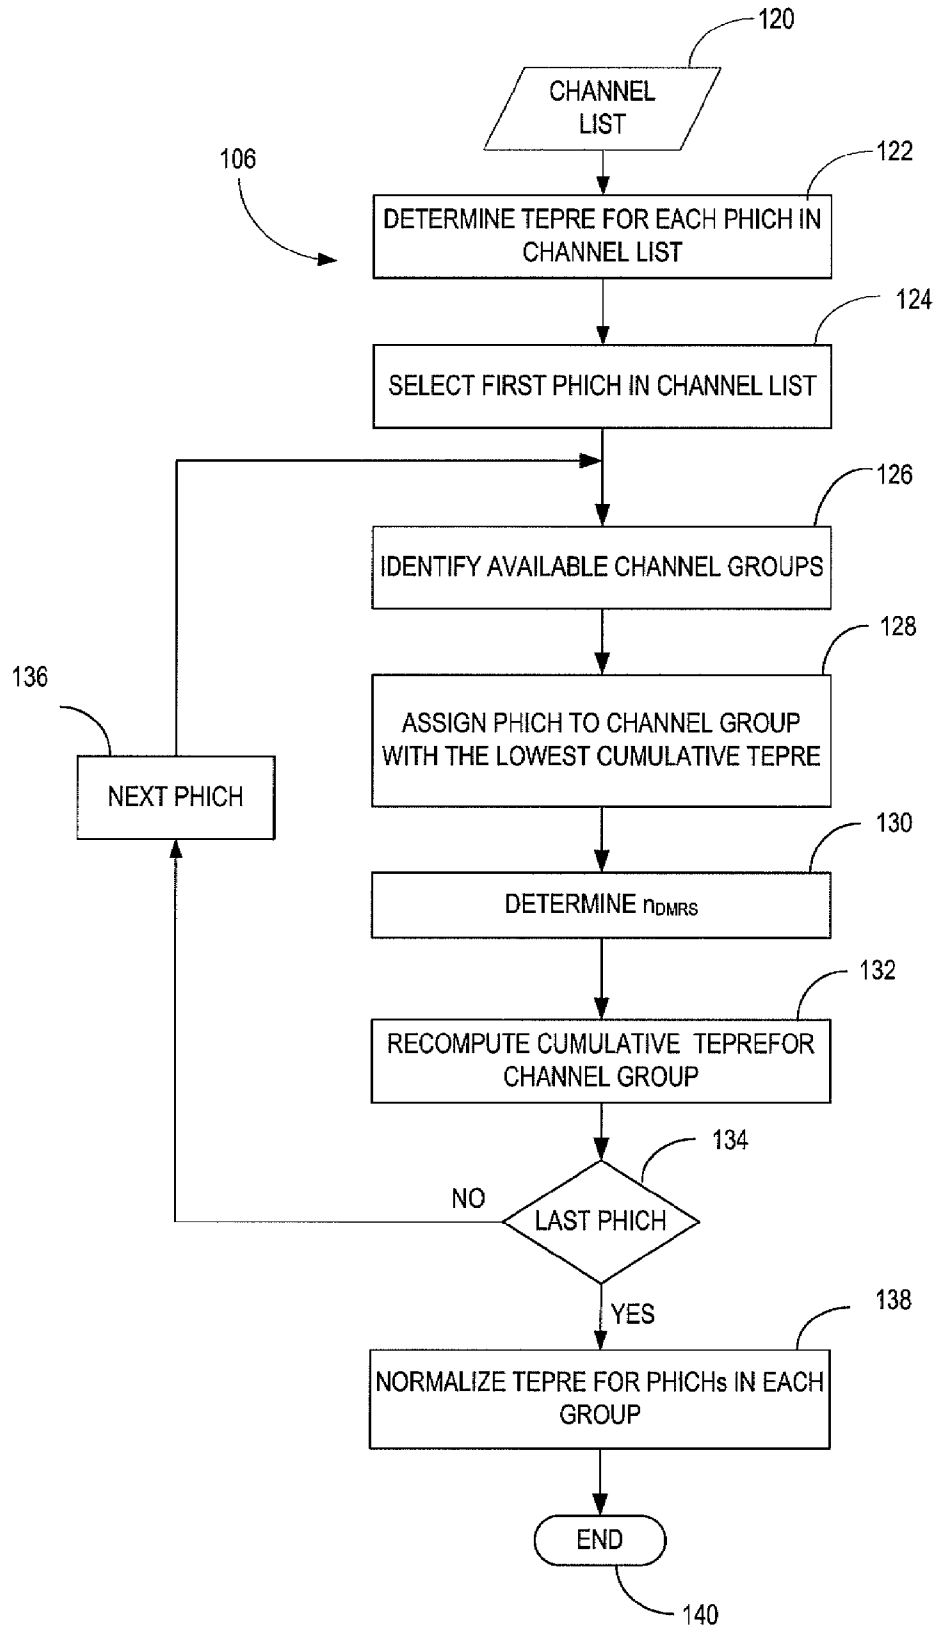 120
CHANNEL
LIST
106
122
DETERMINE TEPRE FOR EACH PHICH IN
CHANNEL LIST
124
SELECT FIRST PHICH IN CHANNEL LIST
126
IDENTIFY AVAILABLE CHANNEL GROUPS
128
136
ASSIGN PHICH TO CHANNEL GROUP
WITH THE LOWEST CUMULATIVE TEPRE
NEXT PHICH
130
DETERMINE nDMRS
132
RECOMPUTE CUMULATIVE TEPREFOR
CHANNEL GROUP
134
NO
LAST PHICH
YES
138
NORMALIZE TEPRE FOR PHICHs IN EACH
GROUP
END
140